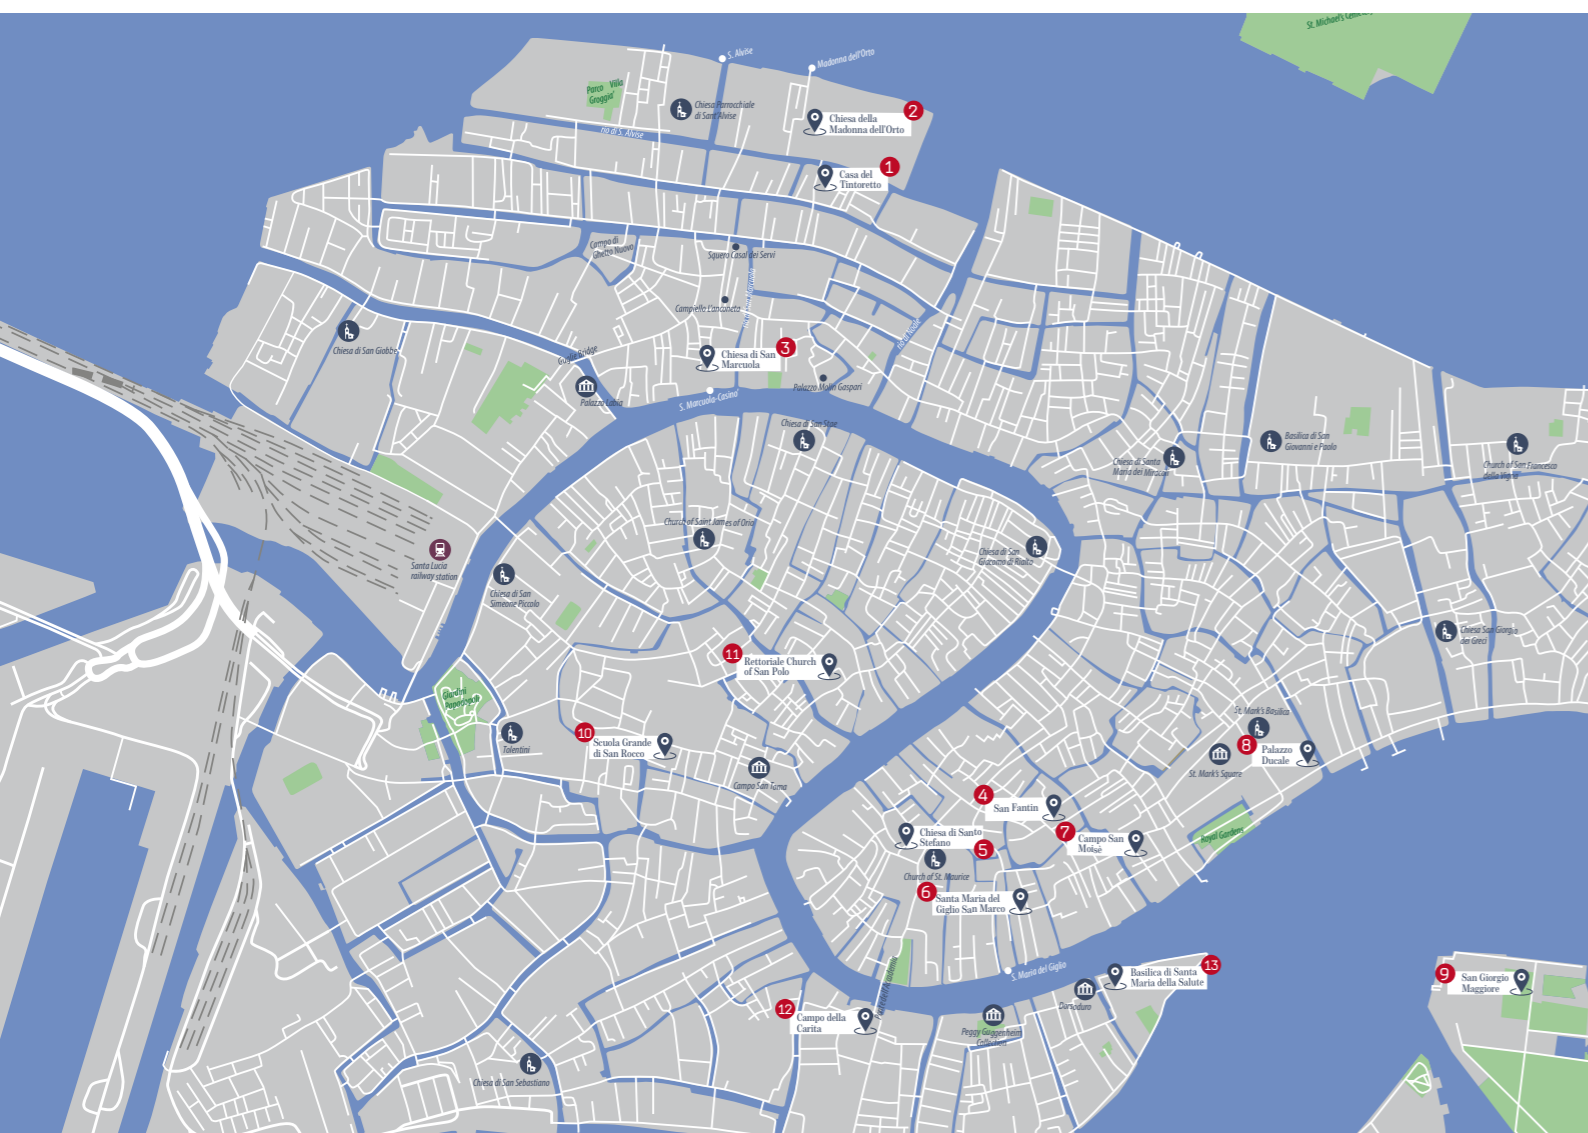 St. Michael's Cemetery
S. Alvise
Madonna dell'Orto
Parco Villa
Groggia'
Chiesa Parrocchiale
di Sant'Alvise
2
Chiesa della
Madonna dell'Orto
rio di S. Alvise
1
Casa del
Tintoretto
Campo di
Ghetto Nuovo
Squero Casal dei Servi
Campiello L'anconeta
Chiesa di San Giobbe
Guglie Bridge
3
Chiesa di San
Marcuola
rio di Noale
Palazzo Molin Gaspari
Palazzo Labia
S. Marcuola-Casino'
Chiesa di San Stae
Chiesa di Santa
Maria dei Miracoli
Basilica di San
Giovanni e Paolo
Church of San Francesco
della Vigna
Church of Saint James of Orio
Chiesa di San
Giacomo di Rialto
Santa Lucia
railway station
Chiesa di San
Simeone Piccolo
Chiesa San Giorgio
dei Greci
11
Rettoriale Church
of San Polo
Giardini
Papadopoli
Tolentini
10
Scuola Grande
di San Rocco
Campo San Toma
St. Mark's Basilica
8
Palazzo
Ducale
St. Mark's Square
4
San Fantin
7
Campo San
Moisè
Royal Gardens
Chiesa di Santo
Stefano
5
Church of St. Maurice
6
Santa Maria del
Giglio San Marco
S. Maria del Giglio
13
Basilica di Santa
Maria della Salute
9
San Giorgio
Maggiore
Dorsoduro
12
Campo della
Carita
Ponte dell'Accademia
Peggy Guggenheim
Collection
Chiesa di San Sebastiano